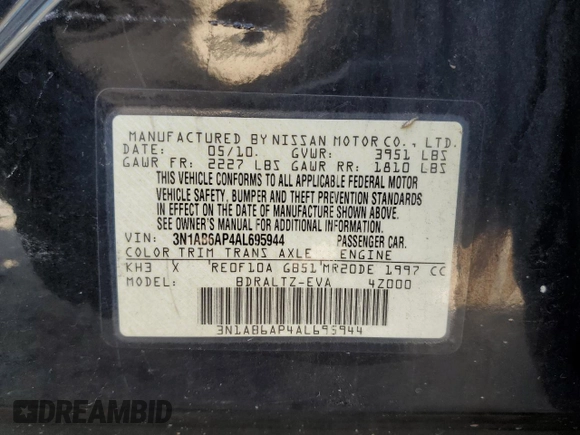 MANUFACTURED BY NISSAN MOTOR CO., LTD.
DATE: 05/10. GVWR: 3951 LBS
GAWR FR: 2227 LBS GAWR RR: 1810 LBS
THIS VEHICLE CONFORMS TO ALL APPLICABLE FEDERAL MOTOR
VEHICLE SAFETY, BUMPER AND THEFT PREVENTION STANDARDS
IN EFFECT ON THE DATE OF MANUFACTURE SHOWN ABOVE.
SEE OWNER'S MANUAL FOR ADDITIONAL INFORMATION.
VIN: 3N1AB6AP4AL695944 PASSENGER CAR.
COLOR TRIM TRANS AXLE ENGINE
KH3 X RE0F10A GB51 MR20DE 1997 CC
MODEL: BDRALTZ-EVA 4Z000
3N1AB6AP4AL695944
DREAMBID